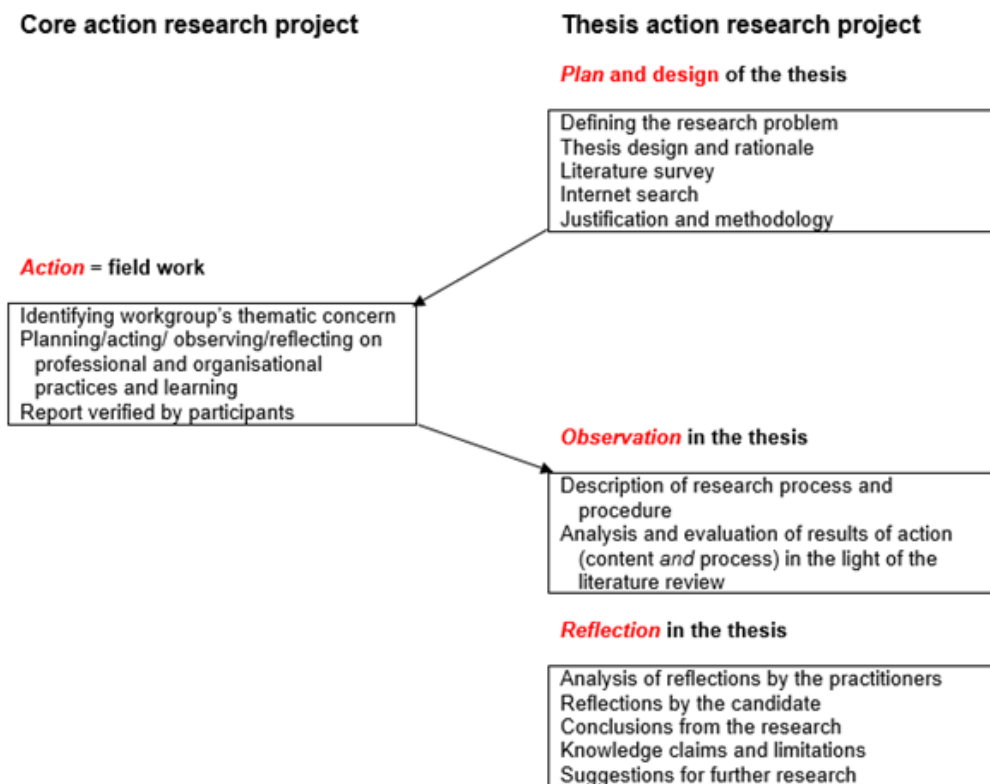 Core action research project
Thesis action research project
Plan and design of the thesis
Defining the research problem
Thesis design and rationale
Literature survey
Internet search
Justification and methodology
Action = field work
Identifying workgroup's thematic concern
Planning/acting/ observing/reflecting on
professional and organisational
practices and learning
Report verified by participants
Observation in the thesis
Description of research process and
procedure
Analysis and evaluation of results of action
(content and process) in the light of the
literature review
Reflection in the thesis
Analysis of reflections by the practitioners
Reflections by the candidate
Conclusions from the research
Knowledge claims and limitations
Suggestions for further research